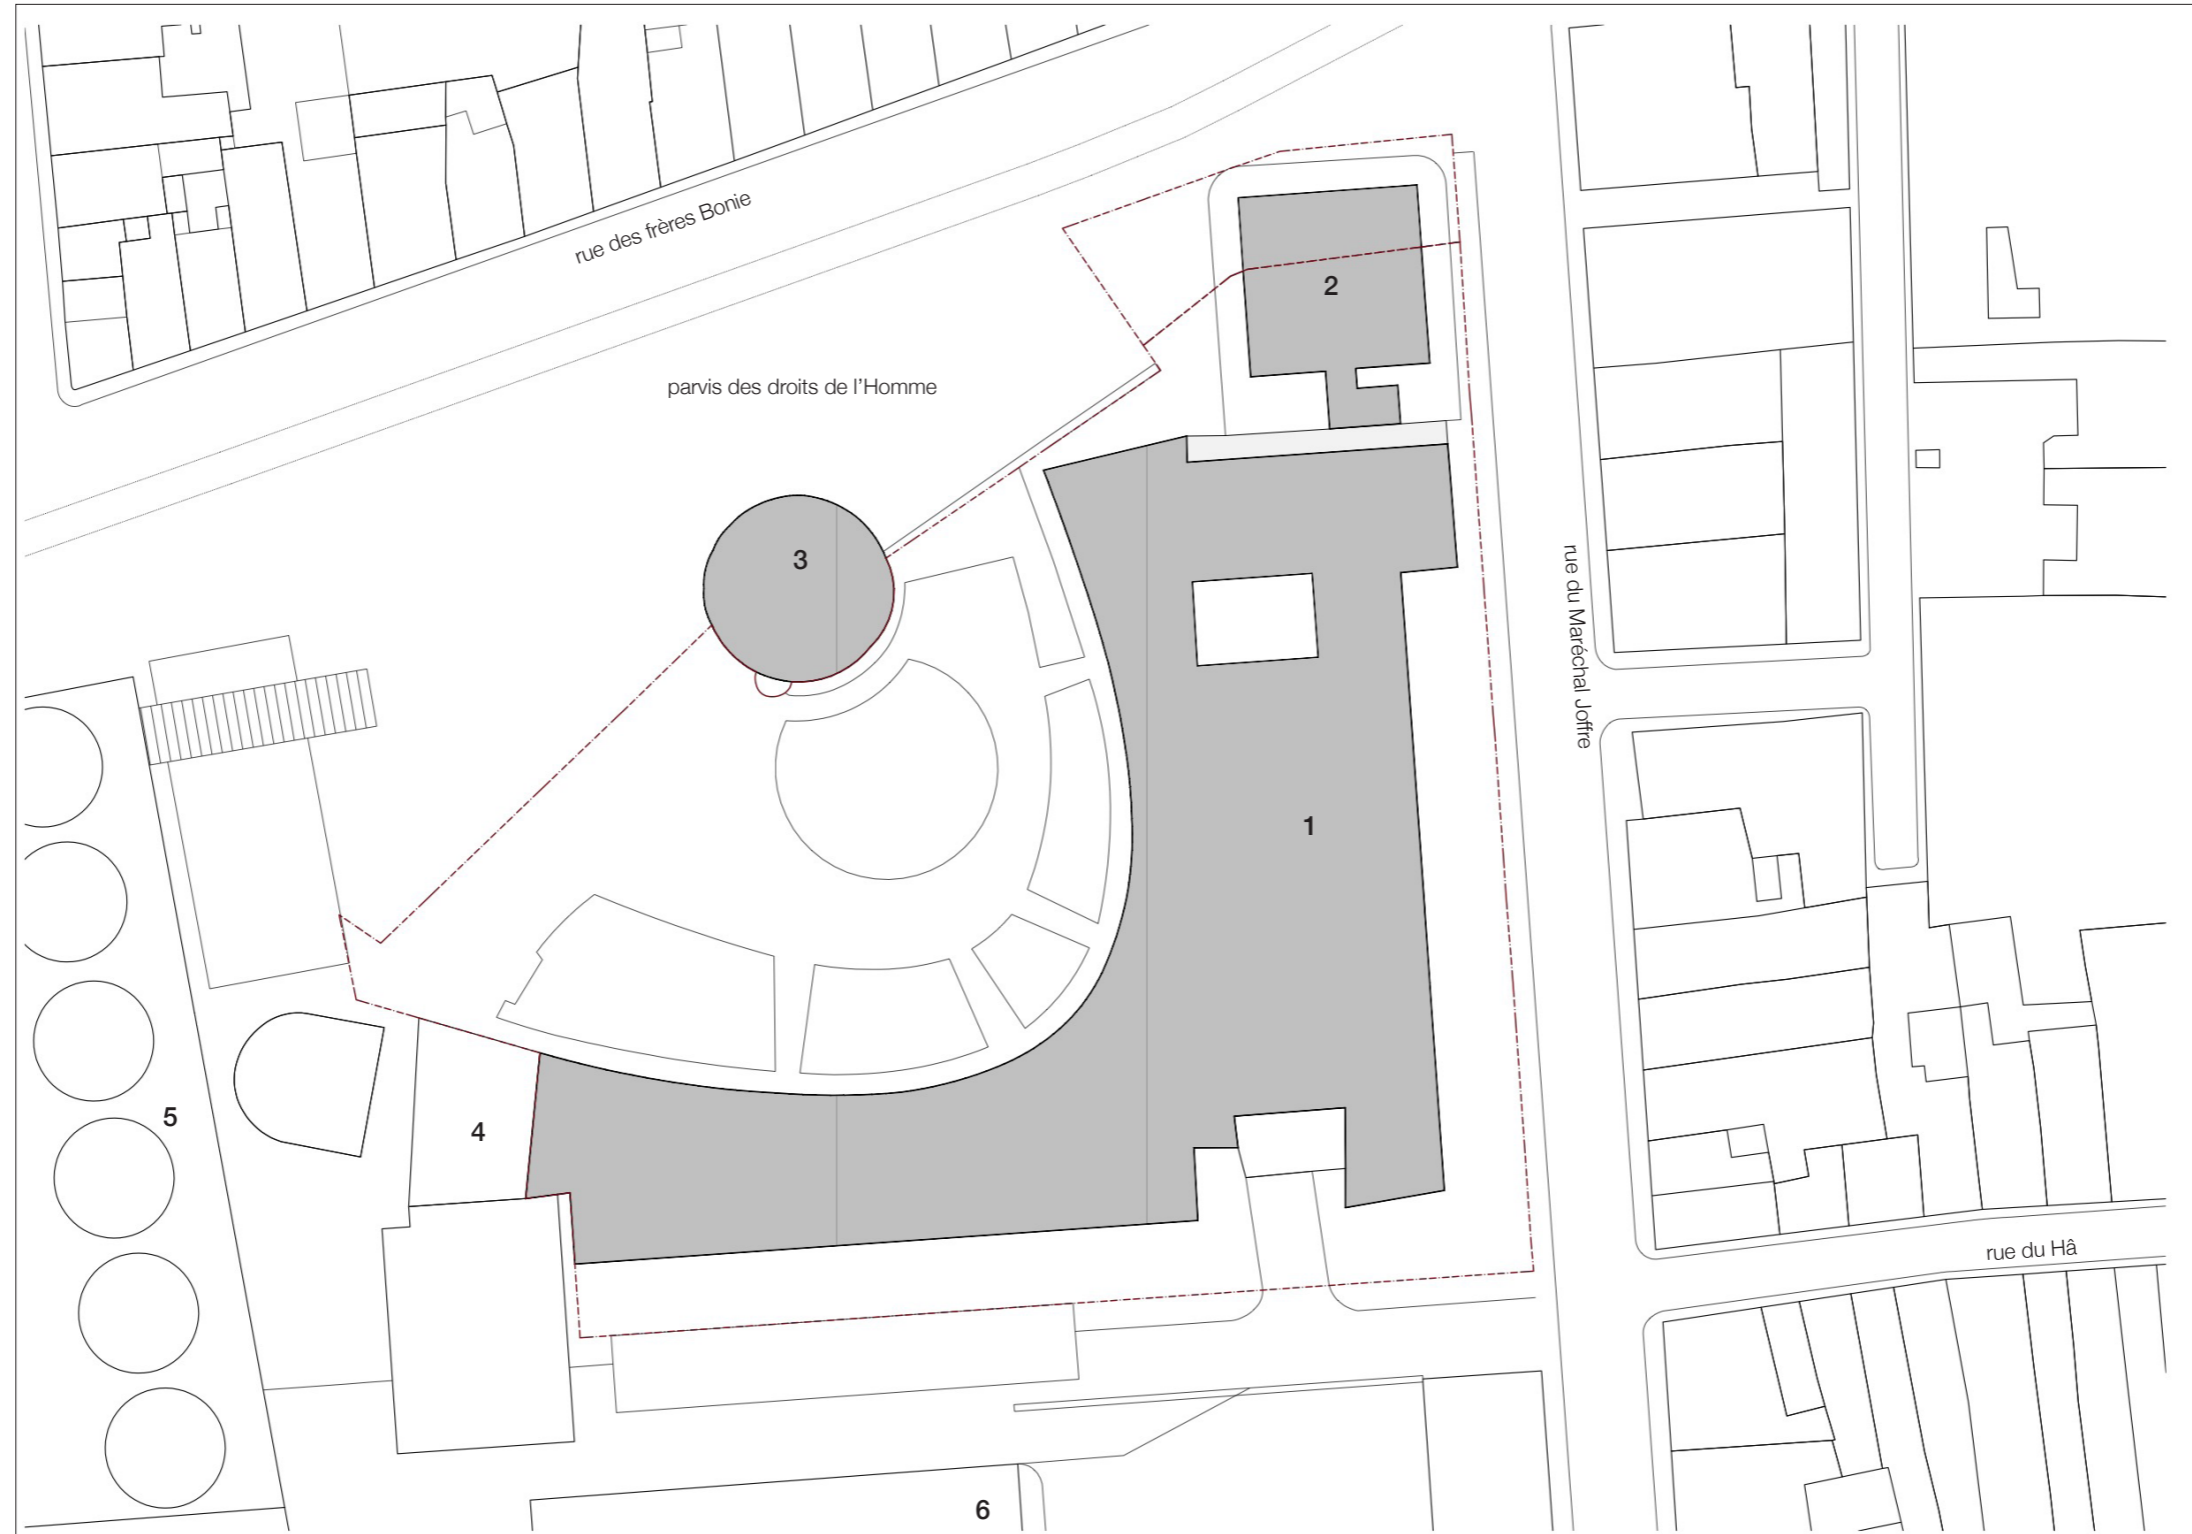 rue des frères Bonie
2
parvis des droits de l'Homme
3
rue du Maréchal Joffre
1
5
4
rue du Hâ
6